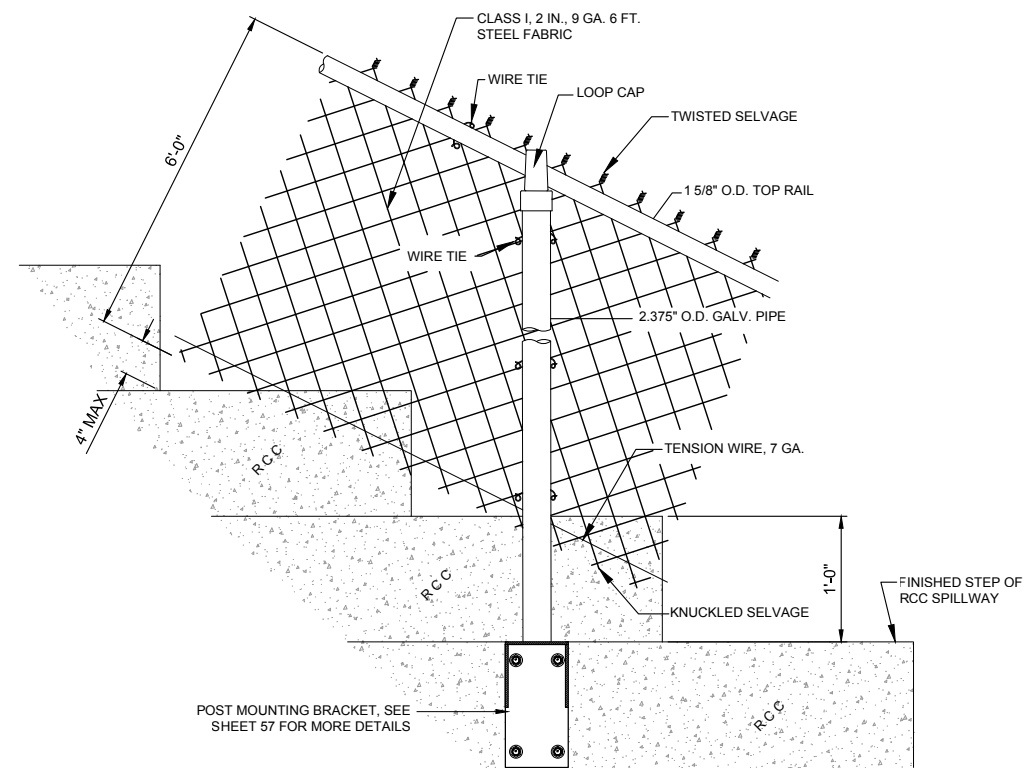 CLASS I, 2 IN., 9 GA. 6 FT.
STEEL FABRIC
WIRE TIE
LOOP CAP
TWISTED SELVAGE
6'-0"
1 5/8" O.D. TOP RAIL
WIRE TIE
2.375" O.D. GALV. PIPE
4" MAX
RCC
TENSION WIRE, 7 GA.
RCC
1'-0"
FINISHED STEP OF
RCC SPILLWAY
KNUCKLED SELVAGE
POST MOUNTING BRACKET, SEE
SHEET 57 FOR MORE DETAILS
RCC